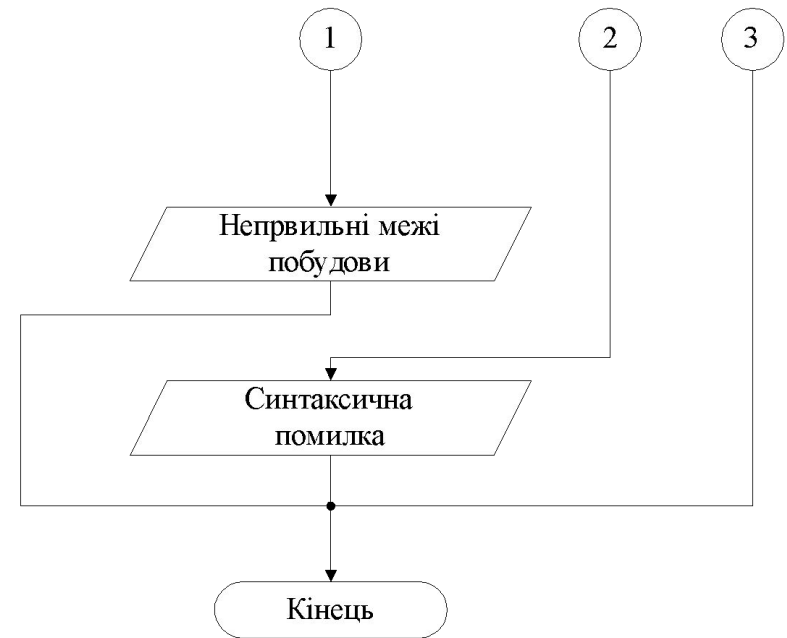 1
2
3
Непрвильні межі
побудови
Синтаксична
помилка
Кінець